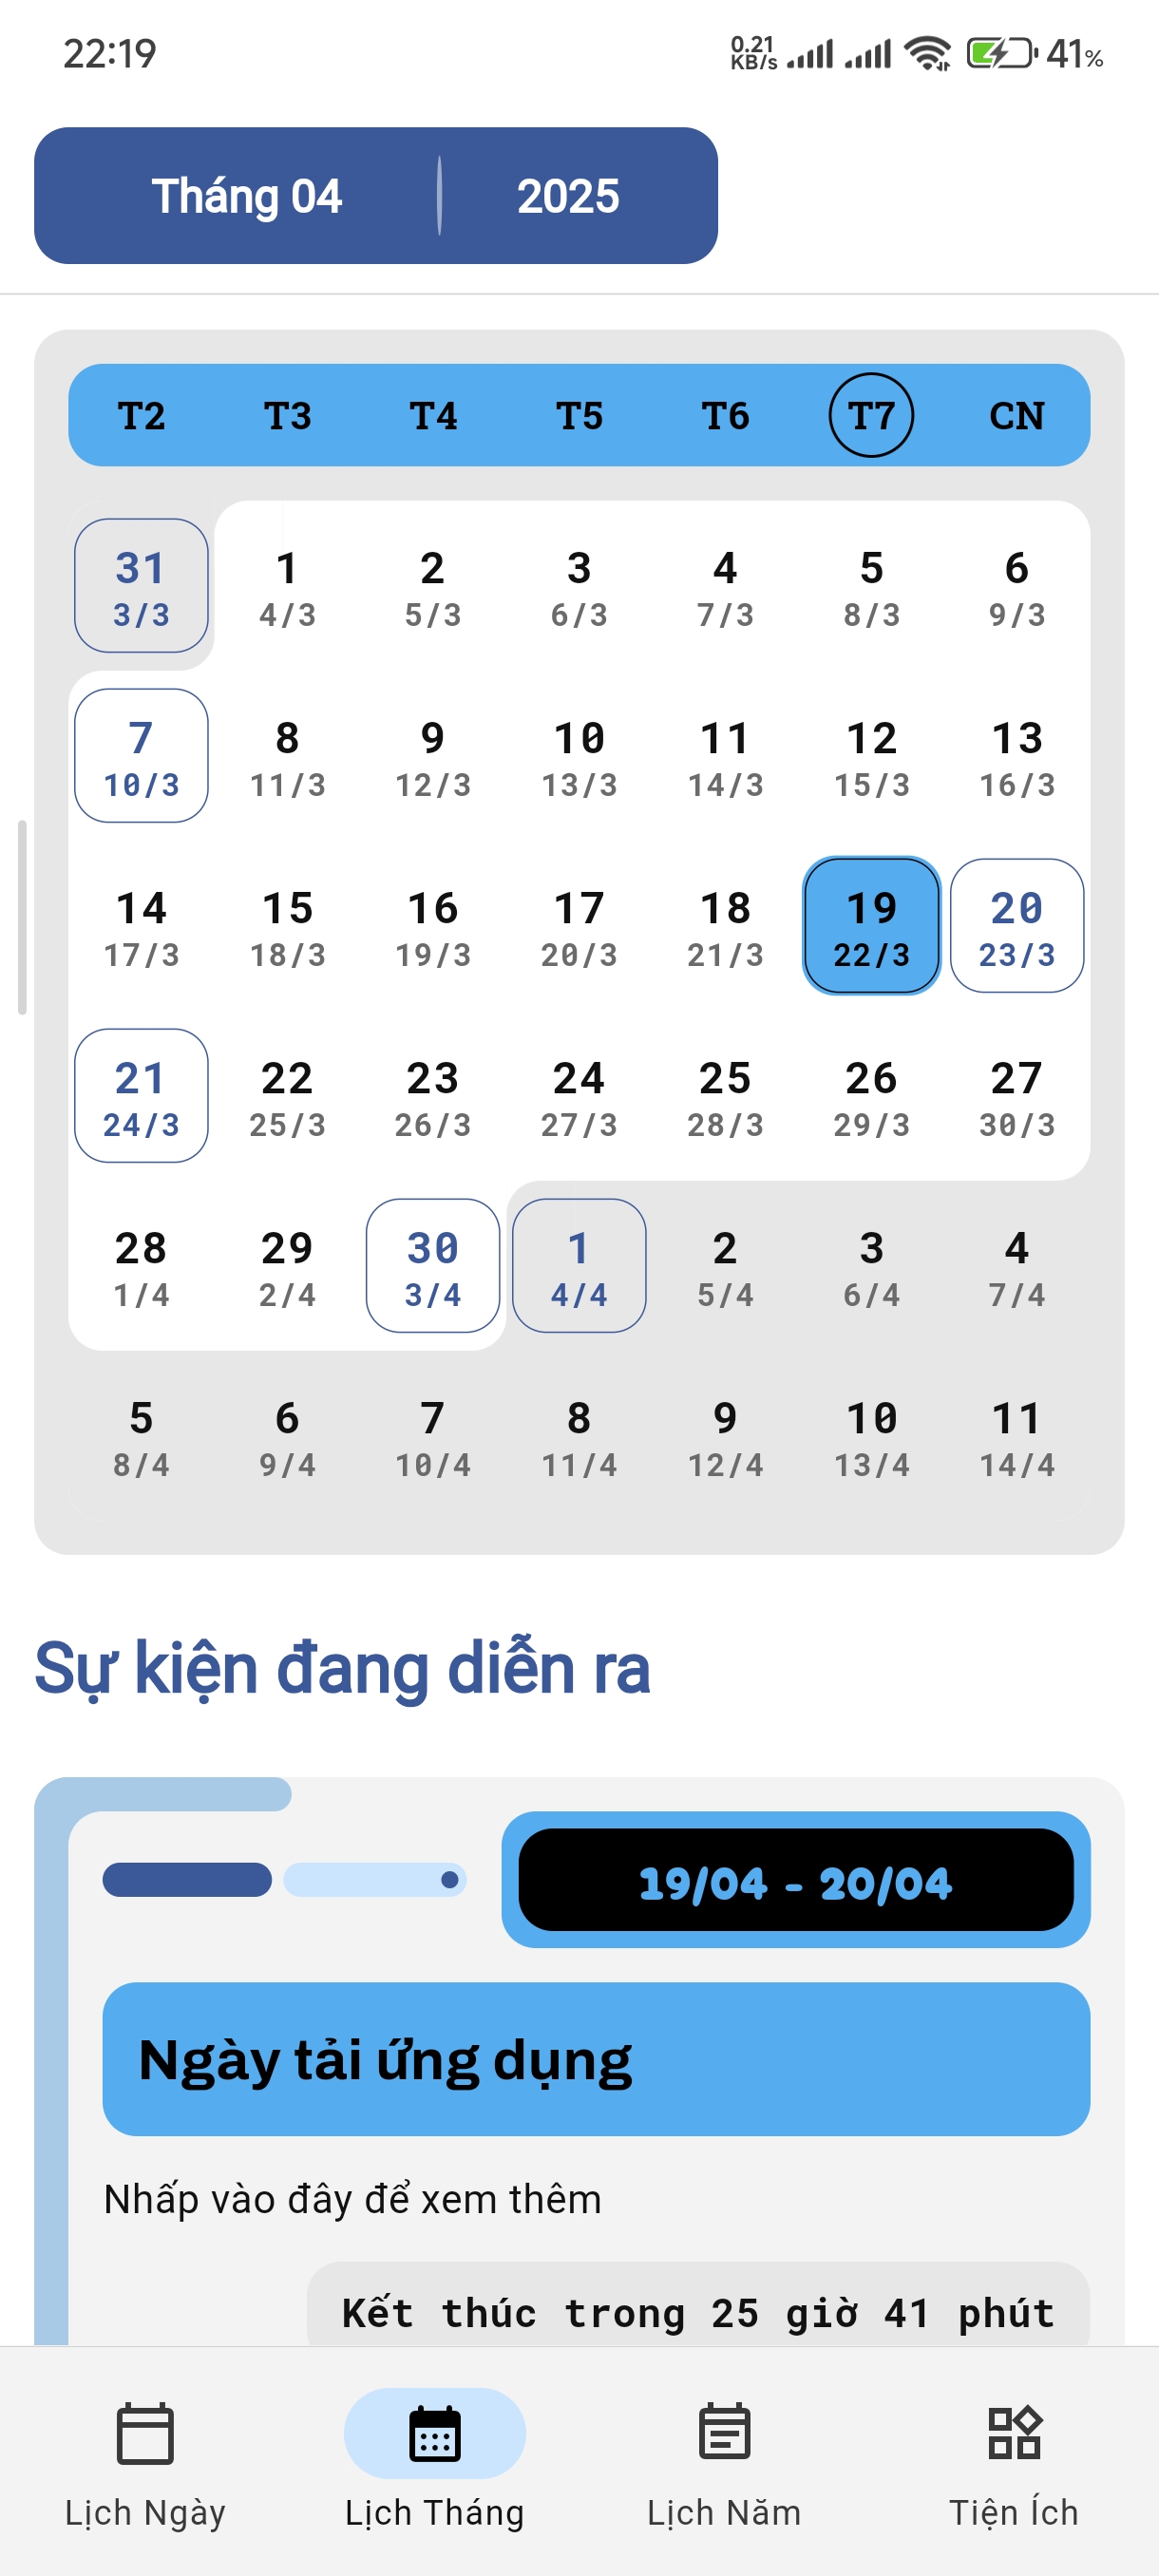 22:19 0.21 KB/s 41%
Tháng 04 2025
T2 T3 T4 T5 T6 T7 CN
31 1 2 3 4 5 6
3/3 4/3 5/3 6/3 7/3 8/3 9/3
7 8 9 10 11 12 13
10/3 11/3 12/3 13/3 14/3 15/3 16/3
14 15 16 17 18 19 20
17/3 18/3 19/3 20/3 21/3 22/3 23/3
21 22 23 24 25 26 27
24/3 25/3 26/3 27/3 28/3 29/3 30/3
28 29 30 1 2 3 4
1/4 2/4 3/4 4/4 5/4 6/4 7/4
5 6 7 8 9 10 11
8/4 9/4 10/4 11/4 12/4 13/4 14/4
Sự kiện đang diễn ra
19/04 - 20/04
Ngày tải ứng dụng
Nhấp vào đây để xem thêm
Kết thúc trong 25 giờ 41 phút
Lịch Ngày Lịch Tháng Lịch Năm Tiện Ích